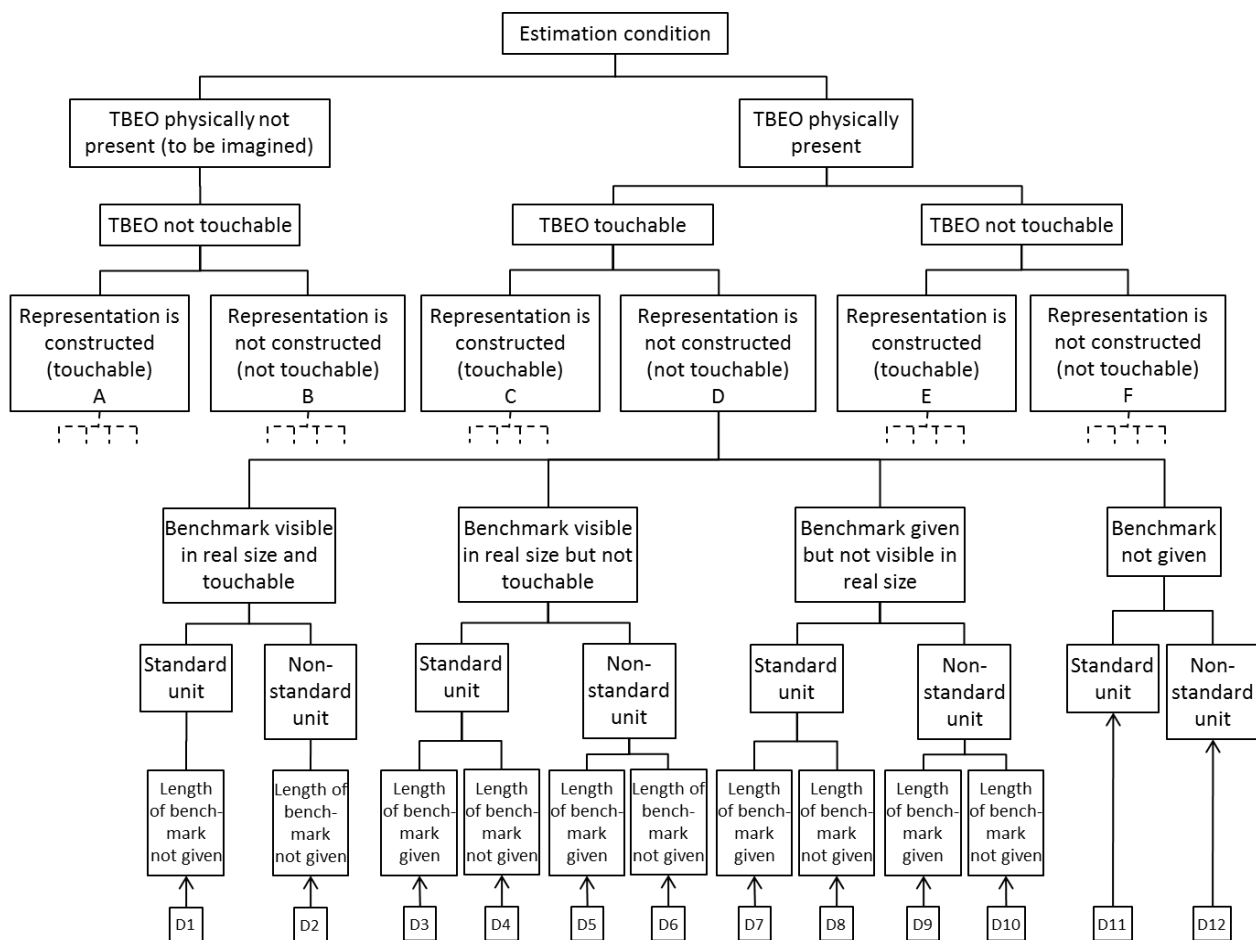 Estimation condition
TBEO physically not
present (to be imagined)
TBEO physically
present
TBEO not touchable
TBEO touchable
TBEO not touchable
Representation is
constructed
(touchable)
A
Representation is
not constructed
(not touchable)
B
Representation is
constructed
(touchable)
C
Representation is
not constructed
(not touchable)
D
Representation is
constructed
(touchable)
E
Representation is
not constructed
(not touchable)
F
Benchmark visible
in real size and
touchable
Benchmark visible
in real size but not
touchable
Benchmark given
but not visible in
real size
Benchmark
not given
Standard
unit
Non-
standard
unit
Standard
unit
Non-
standard
unit
Standard
unit
Non-
standard
unit
Standard
unit
Non-
standard
unit
Length of
bench-
mark
not given
Length of
bench-
mark
not given
Length
of bench-
mark
given
Length of
bench-
mark
not given
Length
of bench-
mark
given
Length of
bench-
mark
not given
Length
of bench-
mark
given
Length of
bench-
mark
not given
Length
of bench-
mark
given
Length of
bench-
mark
not given
D1
D2
D3
D4
D5
D6
D7
D8
D9
D10
D11
D12